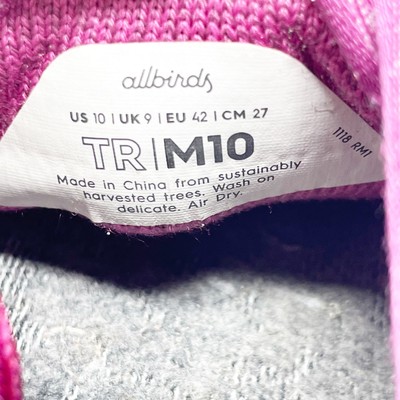 allbirds
US 10 | UK 9 | EU 42 | CM 27
TR|M10
1118 RM1
Made in China from sustainably
harvested trees. Wash on
delicate. Air Dry.